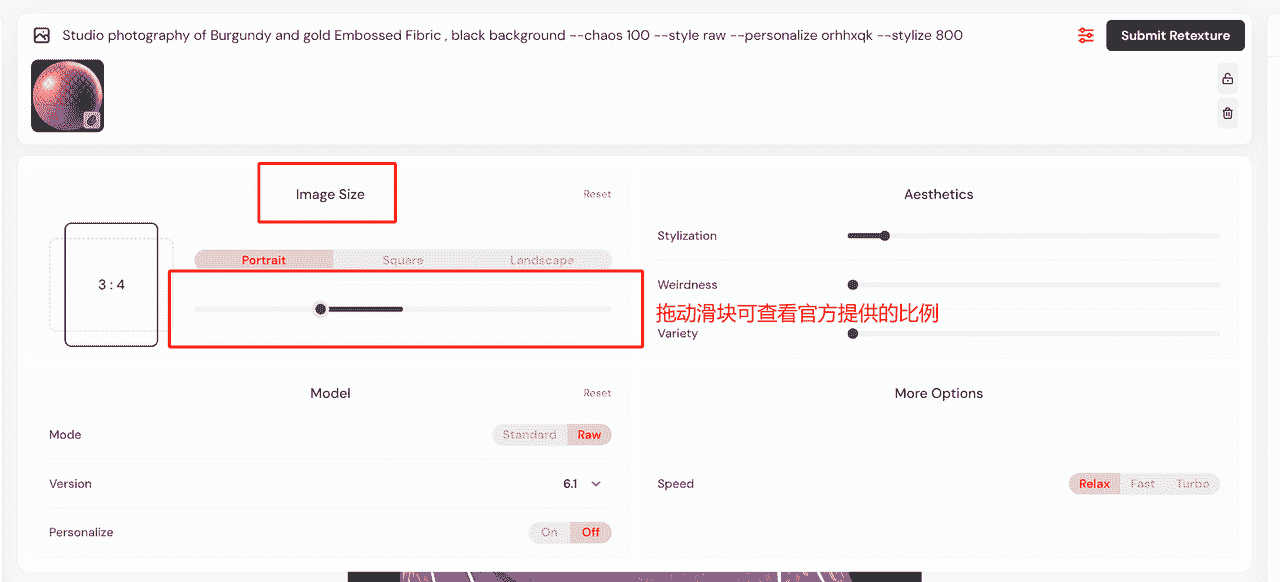 Studio photography of Burgundy and gold Embossed Fibric , black background --chaos 100 --style raw --personalize orhhxqk --stylize 800
Submit Retexture
Image Size
Reset
3 : 4
Portrait
Square
Landscape
Aesthetics
Stylization
Weirdness
拖动滑块可查看官方提供的比例
Variety
Model
Reset
Mode
Standard
Raw
Version
6.1
Personalize
On
Off
More Options
Speed
Relax
Fast
Turbo